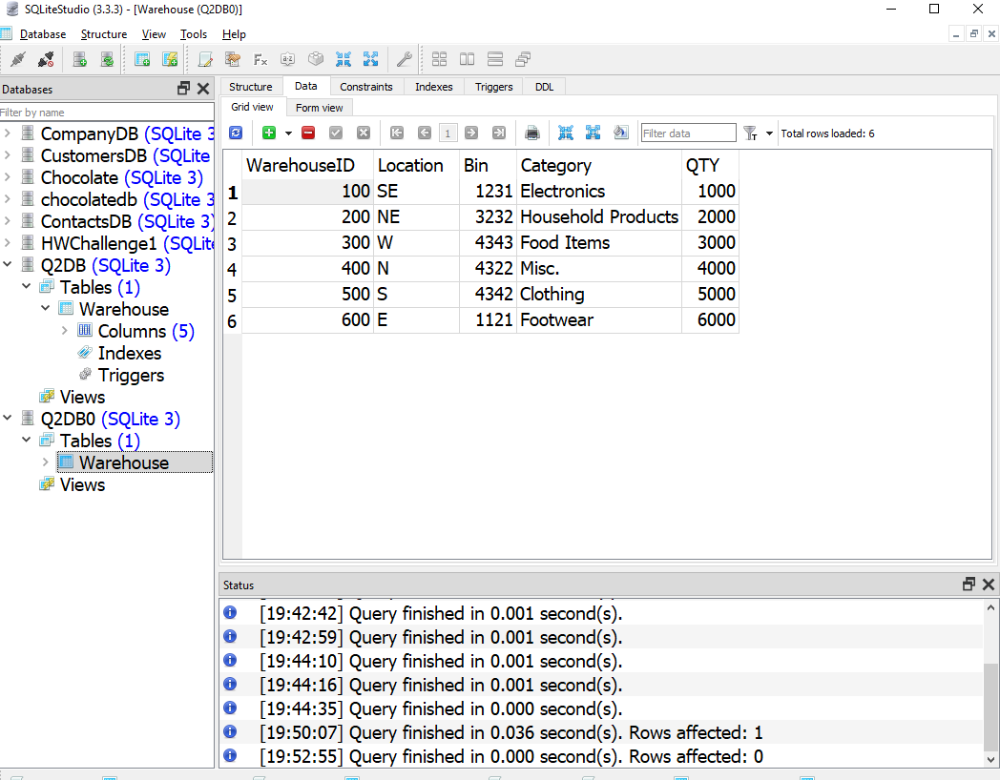 SQLiteStudio (3.3.3) - [Warehouse (Q2DB0)]
Database Structure View Tools Help
Databases
Filter by name
CompanyDB (SQLite 3
CustomersDB (SQLite
Chocolate (SQLite 3)
chocolatedb (SQLite 3
ContactsDB (SQLite 3)
HWChallenge1 (SQLite
Q2DB (SQLite 3)
Tables (1)
Warehouse
Columns (5)
Indexes
Triggers
Views
Q2DB0 (SQLite 3)
Tables (1)
Warehouse
Views
Structure Data Constraints Indexes Triggers DDL
Grid view Form view
1 Filter data T Total rows loaded: 6
WarehouseID Location Bin Category QTY
1 100 SE 1231 Electronics 1000
2 200 NE 3232 Household Products 2000
3 300 W 4343 Food Items 3000
4 400 N 4322 Misc. 4000
5 500 S 4342 Clothing 5000
6 600 E 1121 Footwear 6000
Status
[19:42:42] Query finished in 0.001 second(s).
[19:42:59] Query finished in 0.001 second(s).
[19:44:10] Query finished in 0.001 second(s).
[19:44:16] Query finished in 0.001 second(s).
[19:44:35] Query finished in 0.000 second(s).
[19:50:07] Query finished in 0.036 second(s). Rows affected: 1
[19:52:55] Query finished in 0.000 second(s). Rows affected: 0